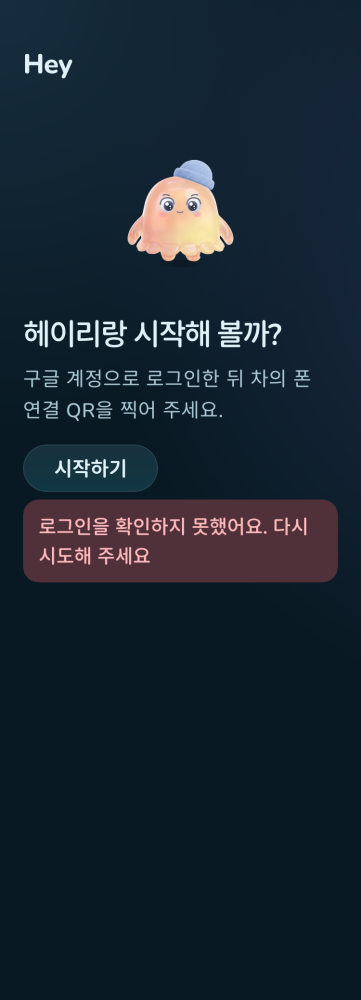 Hey
헤이리랑 시작해 볼까?
구글 계정으로 로그인한 뒤 차의 폰
연결 QR을 찍어 주세요.
시작하기
로그인을 확인하지 못했어요. 다시
시도해 주세요